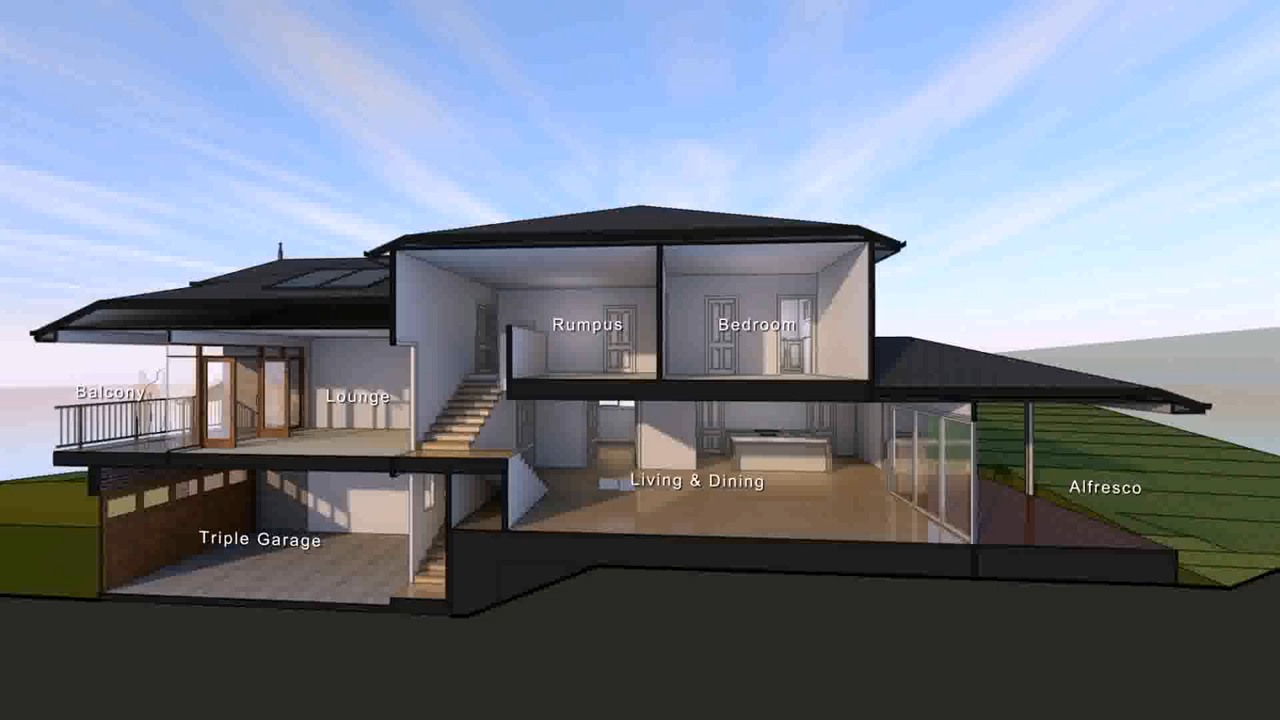 Rumpus
Bedroom
Balcony
Lounge
Living & Dining
Alfresco
Triple Garage